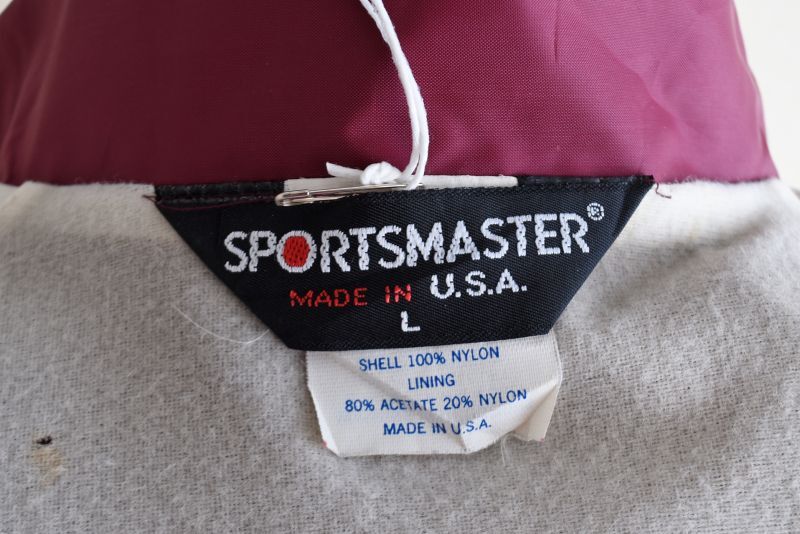 SPORTSMASTER®
MADE IN U.S.A.
L
SHELL 100% NYLON
LINING
80% ACETATE 20% NYLON
MADE IN U.S.A.